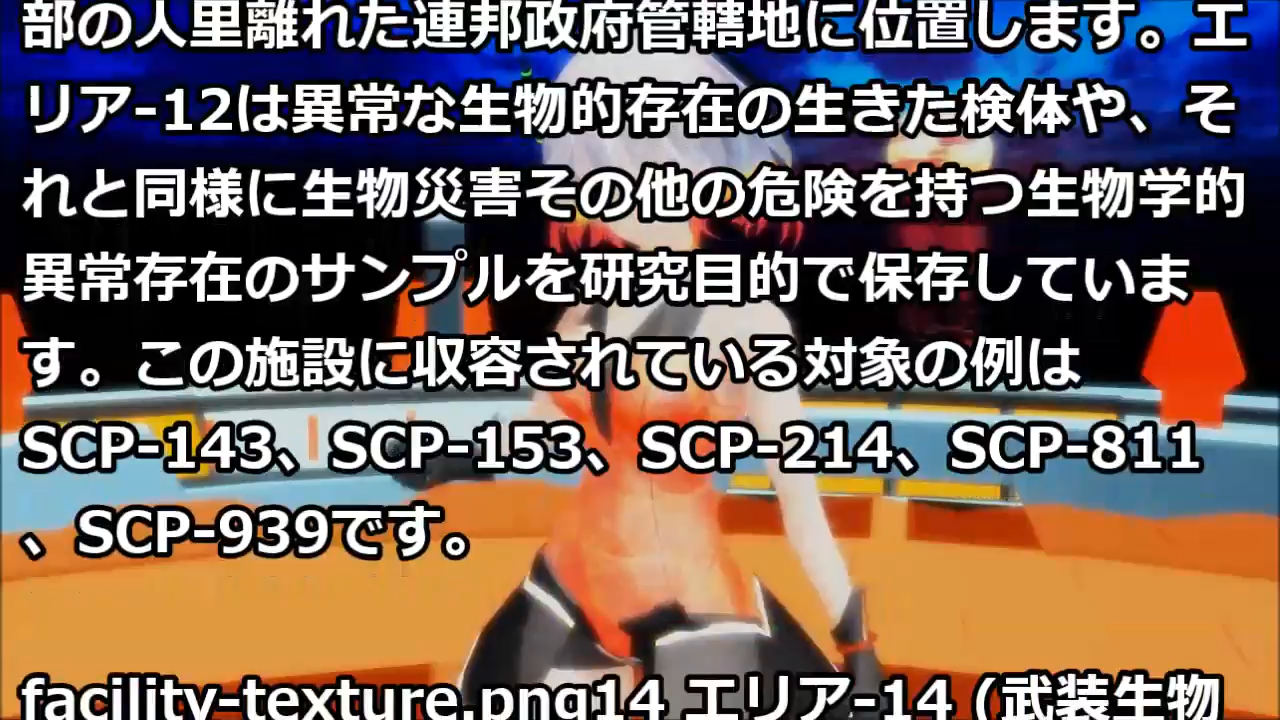 部の人里離れた連邦政府管轄地に位置します。エ
リア-12は異常な生物的存在の生きた検体や、そ
れと同様に生物災害その他の危険を持つ生物学的
異常存在のサンプルを研究目的で保存していま
す。この施設に収容されている対象の例は
SCP-143、SCP-153、SCP-214、SCP-811
、SCP-939です。
facility-texture.png14 エリア-14 (武装生物